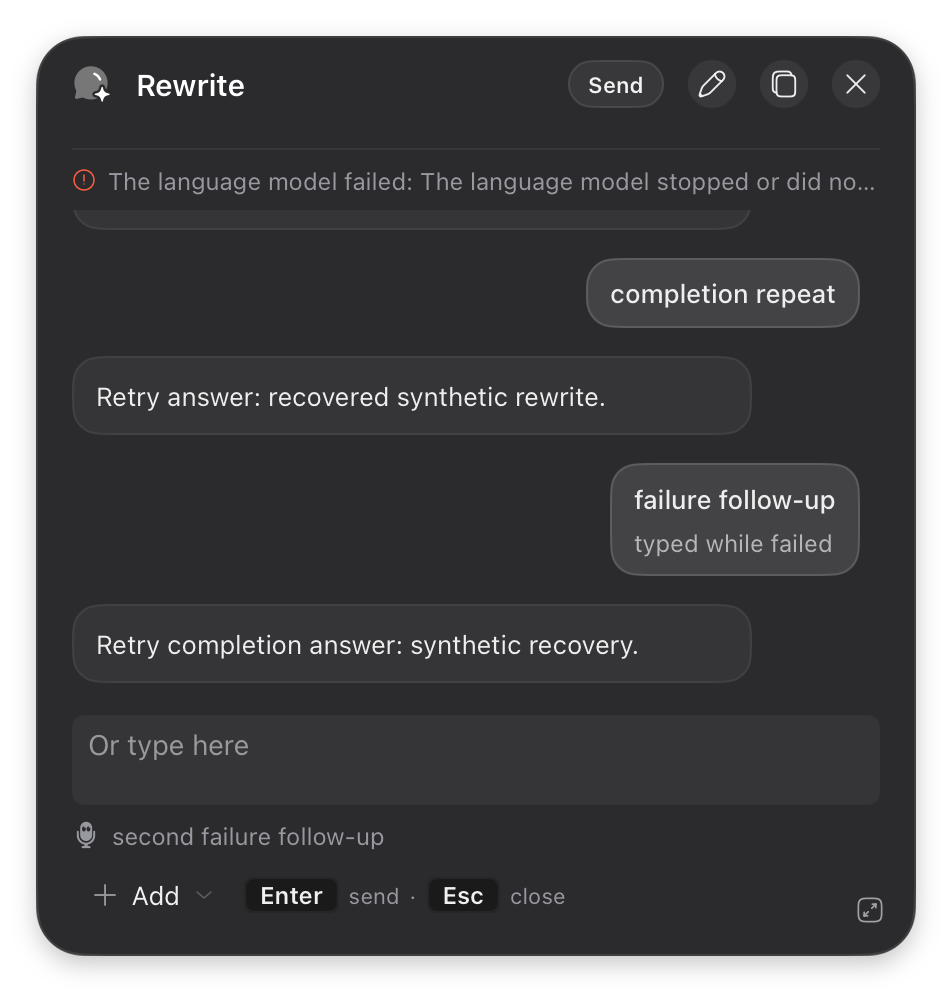 Rewrite
Send
The language model failed: The language model stopped or did no...
completion repeat
Retry answer: recovered synthetic rewrite.
failure follow-up
typed while failed
Retry completion answer: synthetic recovery.
Or type here
second failure follow-up
Add Enter send · Esc close